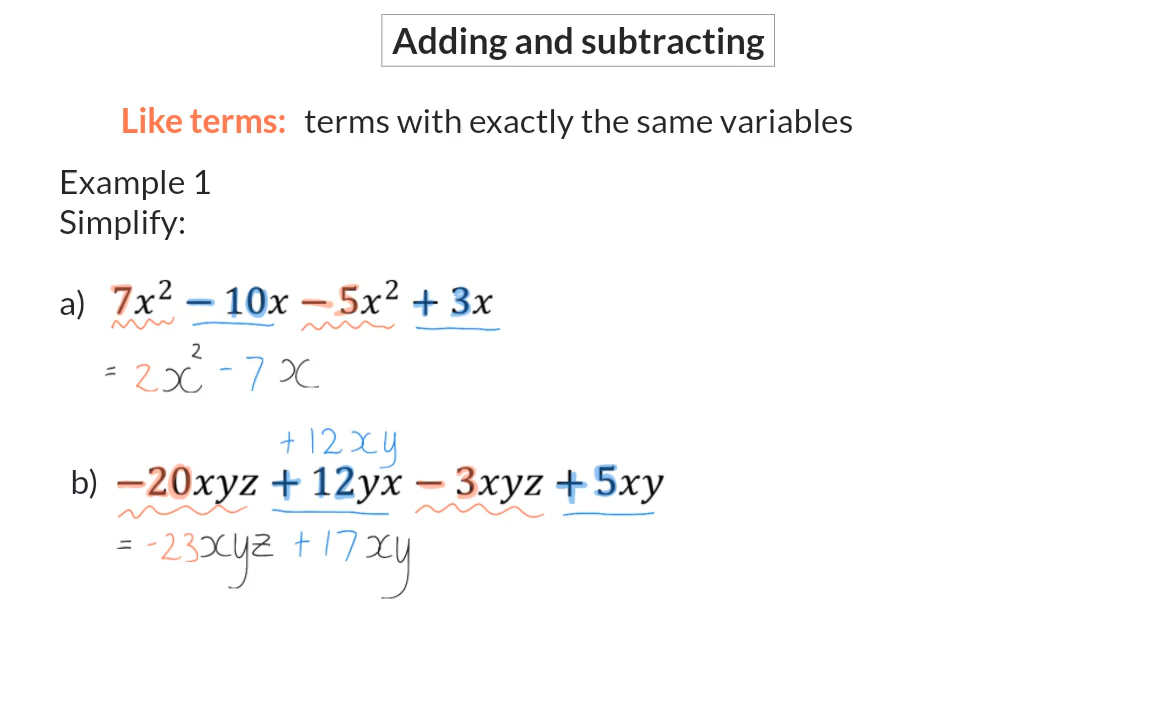 Adding and subtracting
Like terms: terms with exactly the same variables
Example 1
Simplify:
a) 7x² − 10x − 5x² + 3x
= 2x² - 7x
+12xy
b) −20xyz + 12yx − 3xyz + 5xy
= -23xyz + 17xy